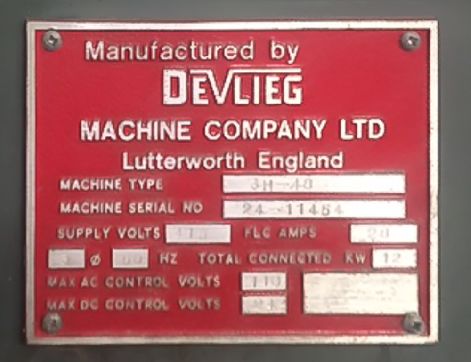 Manufactured by
DEVLIEG
MACHINE COMPANY LTD
Lutterworth England
MACHINE TYPE 3H-48
MACHINE SERIAL NO 24-11454
SUPPLY VOLTS FLC AMPS
Ø HZ TOTAL CONNECTED KW 12
MAX AC CONTROL VOLTS 110
MAX DC CONTROL VOLTS